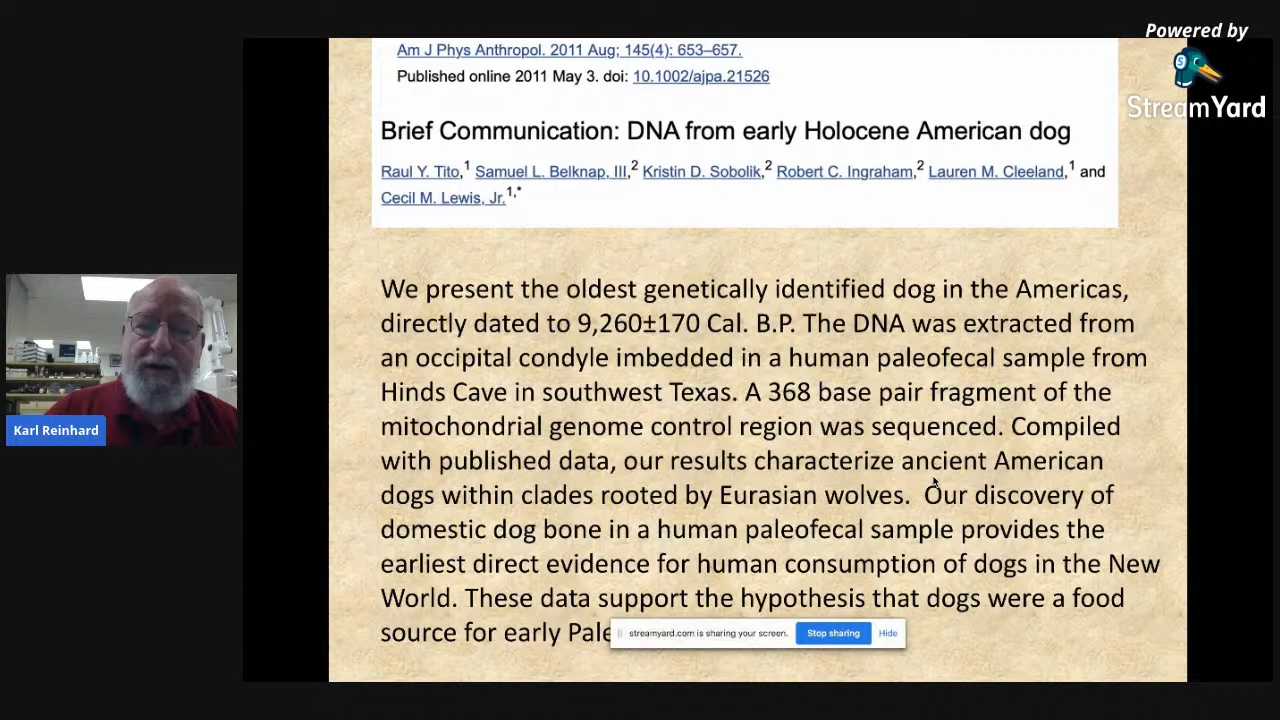 Powered by
StreamYard
Am J Phys Anthropol. 2011 Aug; 145(4): 653–657.
Published online 2011 May 3. doi: 10.1002/ajpa.21526
Brief Communication: DNA from early Holocene American dog
Raul Y. Tito,1 Samuel L. Belknap, III,2 Kristin D. Sobolik,2 Robert C. Ingraham,2 Lauren M. Cleeland,1 and
Cecil M. Lewis, Jr.1,*
We present the oldest genetically identified dog in the Americas,
directly dated to 9,260±170 Cal. B.P. The DNA was extracted from
an occipital condyle imbedded in a human paleofecal sample from
Hinds Cave in southwest Texas. A 368 base pair fragment of the
mitochondrial genome control region was sequenced. Compiled
with published data, our results characterize ancient American
dogs within clades rooted by Eurasian wolves. Our discovery of
domestic dog bone in a human paleofecal sample provides the
earliest direct evidence for human consumption of dogs in the New
World. These data support the hypothesis that dogs were a food
source for early Pale
streamyard.com is sharing your screen. Stop sharing Hide
Karl Reinhard